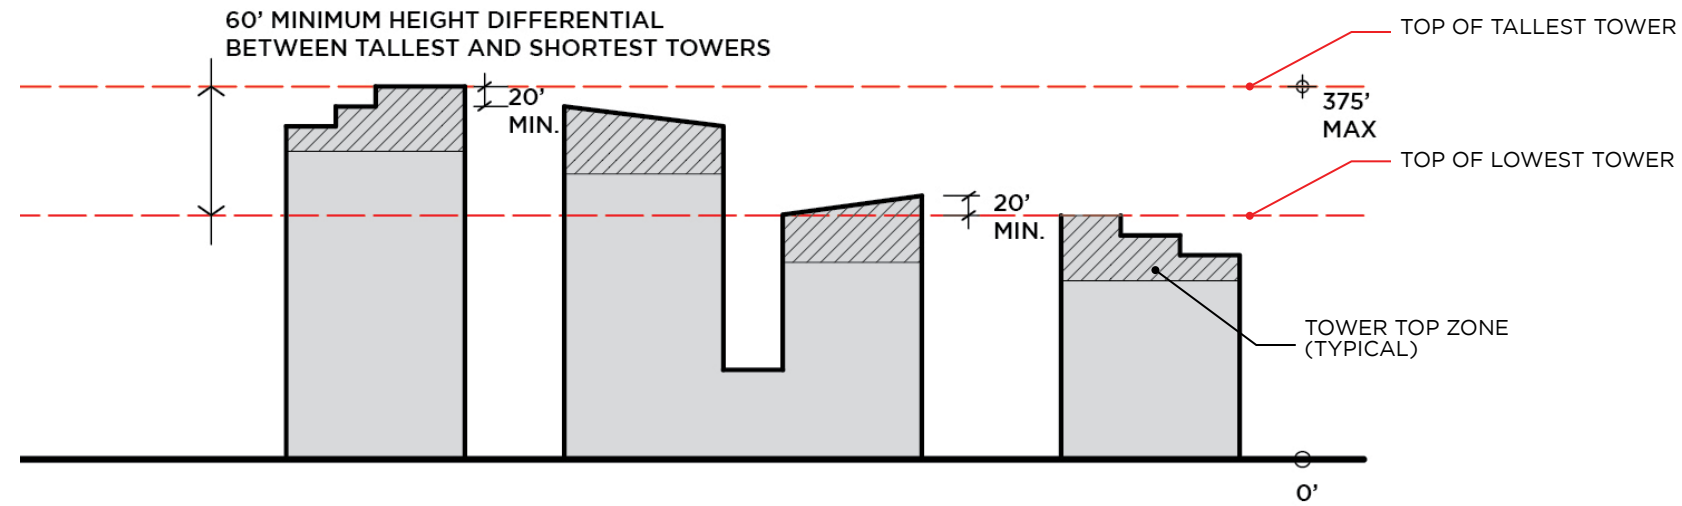 60’ MINIMUM HEIGHT DIFFERENTIAL
BETWEEN TALLEST AND SHORTEST TOWERS
TOP OF TALLEST TOWER
20’
MIN.
375’
MAX
TOP OF LOWEST TOWER
20’
MIN.
TOWER TOP ZONE
(TYPICAL)
0’